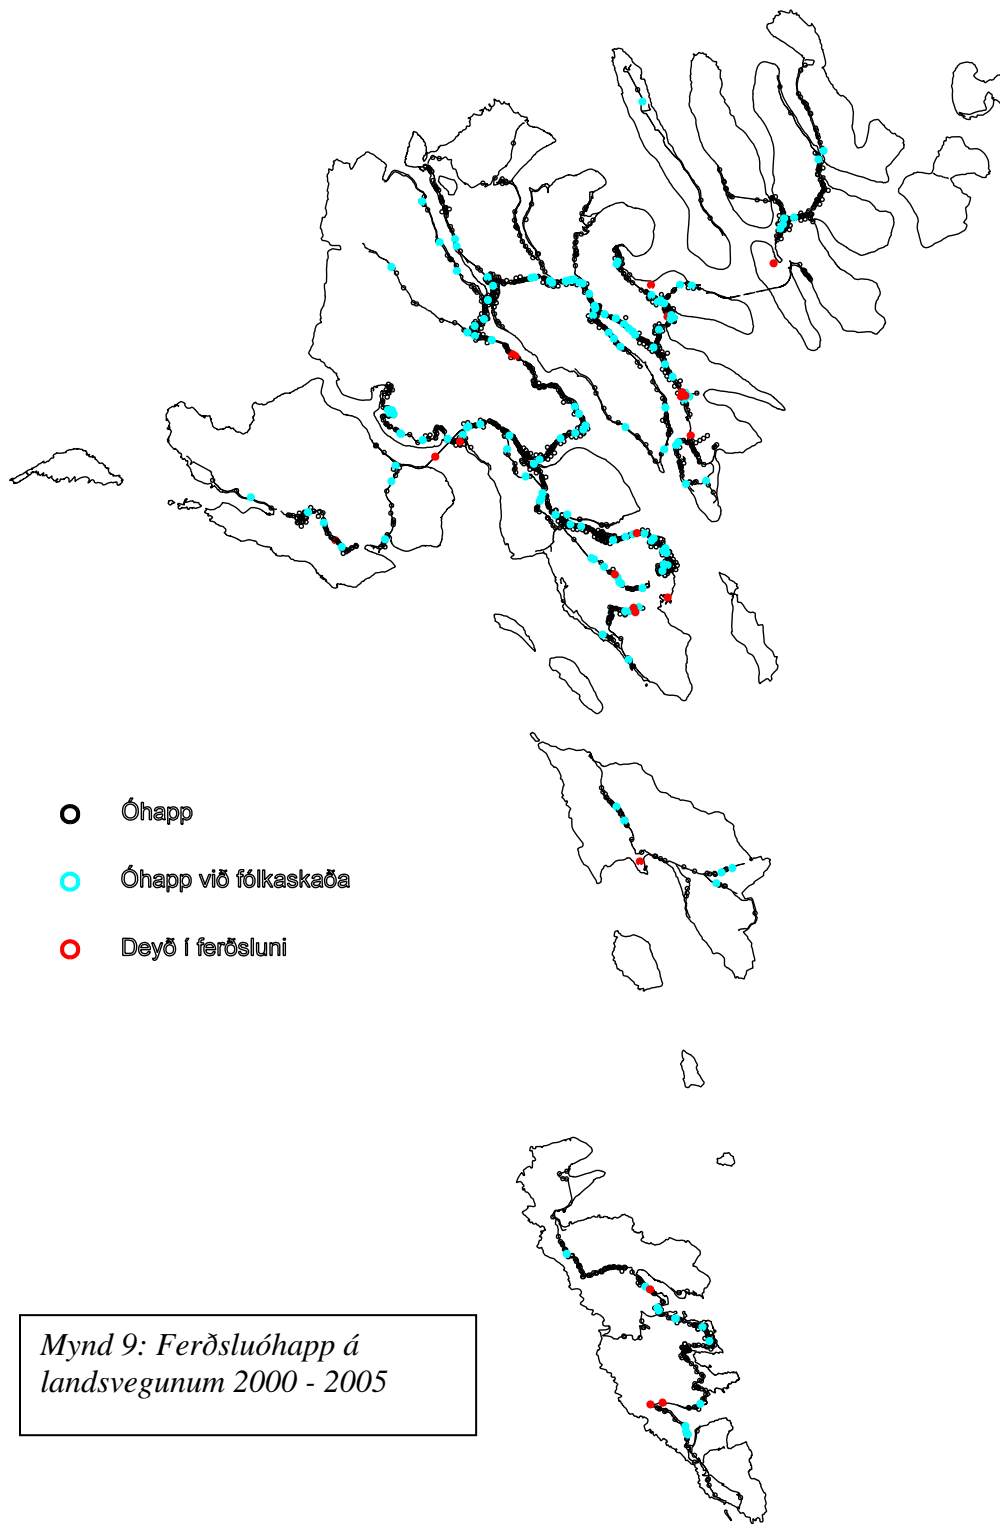 Óhapp
Óhapp við fólkaskaða
Deyð í ferðsluni
Mynd 9: Ferðsluóhapp á
landsvegunum 2000 - 2005